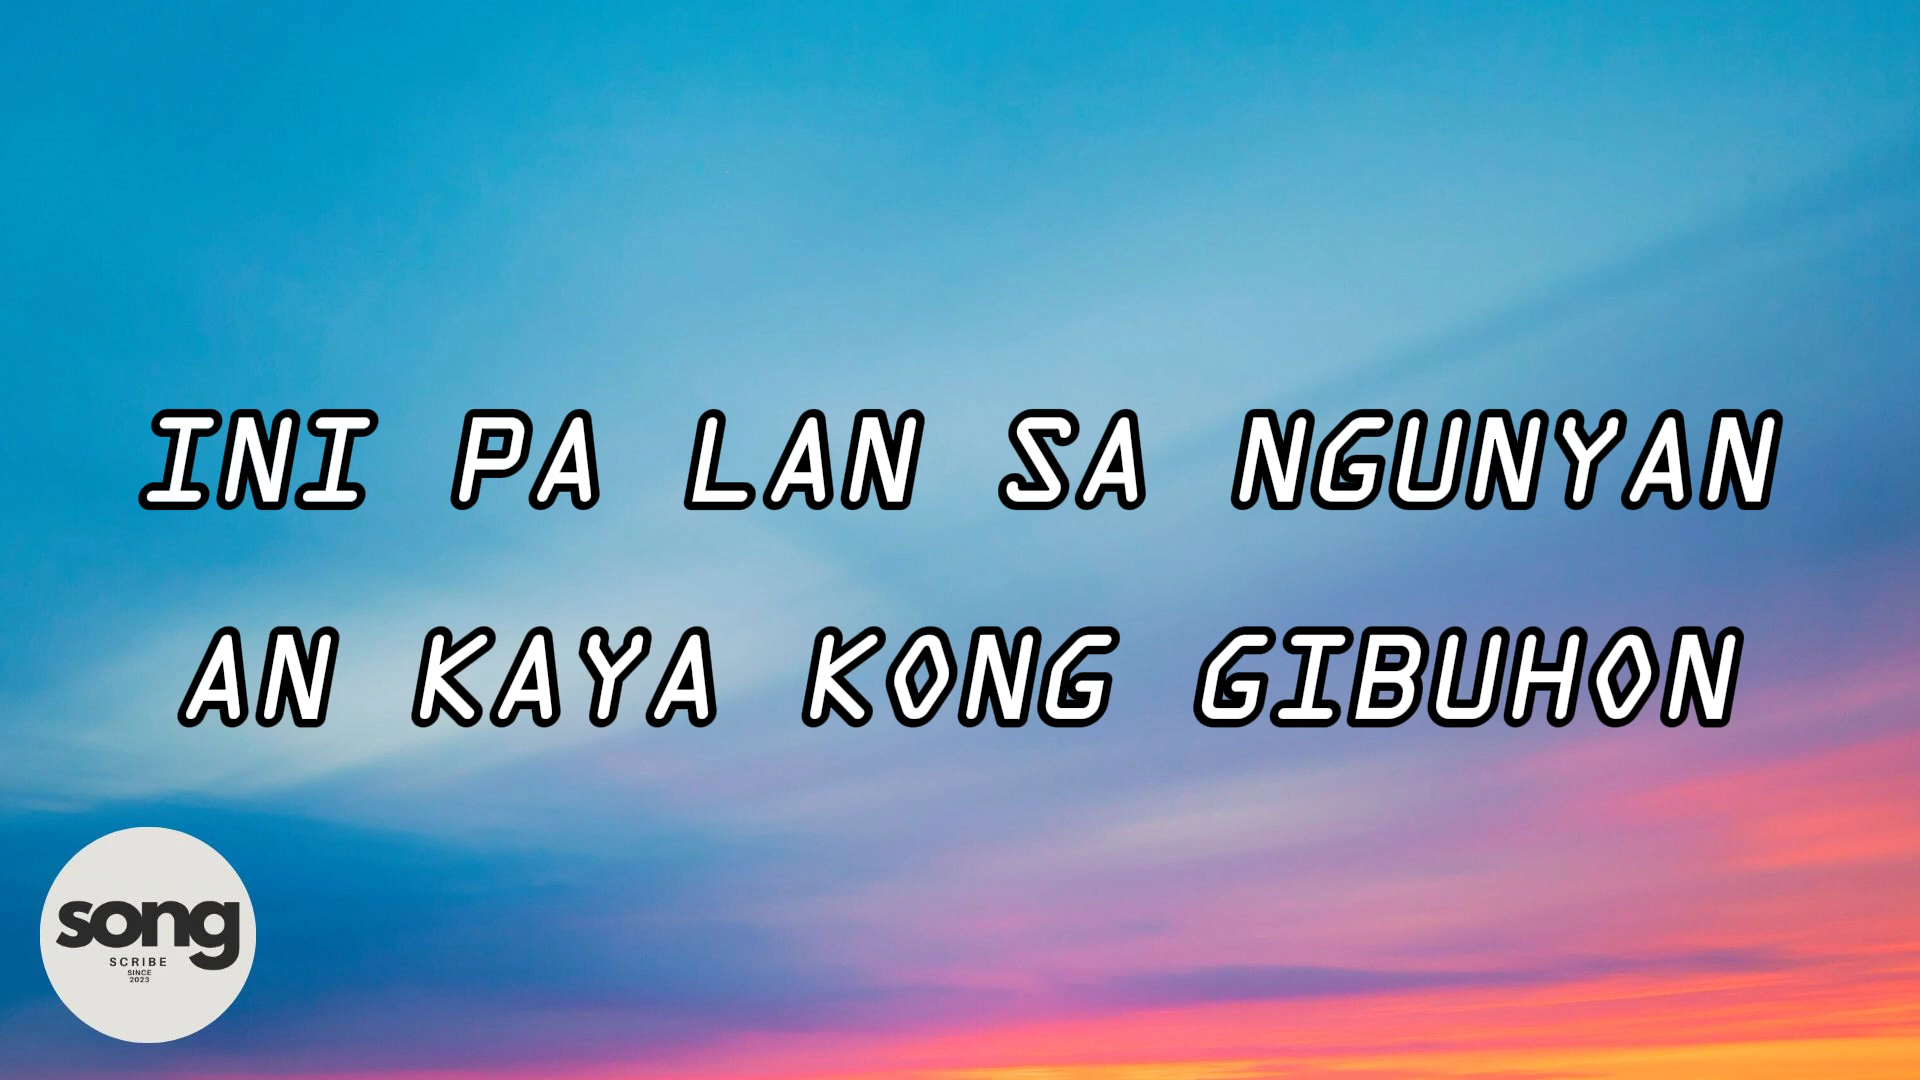 INI PA LAN SA NGUNYAN
AN KAYA KONG GIBUHON
song
SCRIBE
SINCE
2023